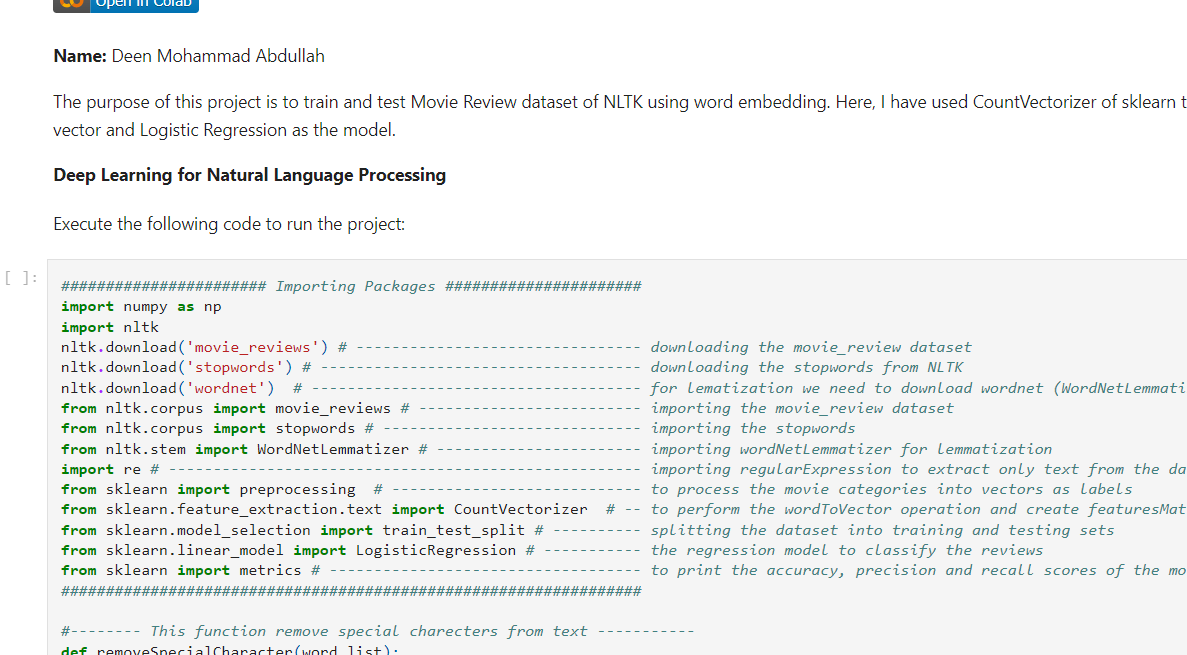 Open in Colab
Name: Deen Mohammad Abdullah
The purpose of this project is to train and test Movie Review dataset of NLTK using word embedding. Here, I have used CountVectorizer of sklearn t
vector and Logistic Regression as the model.
Deep Learning for Natural Language Processing
Execute the following code to run the project:
[ ]:
####################### Importing Packages ######################
import numpy as np
import nltk
nltk.download('movie_reviews') # -------------------------------- downloading the movie_review dataset
nltk.download('stopwords') # ------------------------------------ downloading the stopwords from NLTK
nltk.download('wordnet')  # ------------------------------------- for lematization we need to download wordnet (WordNetLemmati
from nltk.corpus import movie_reviews # ------------------------- importing the movie_review dataset
from nltk.corpus import stopwords # ----------------------------- importing the stopwords
from nltk.stem import WordNetLemmatizer # ----------------------- importing wordNetLemmatizer for lemmatization
import re # ----------------------------------------------------- importing regularExpression to extract only text from the da
from sklearn import preprocessing  # ---------------------------- to process the movie categories into vectors as labels
from sklearn.feature_extraction.text import CountVectorizer  # -- to perform the wordToVector operation and create featuresMat
from sklearn.model_selection import train_test_split # ---------- splitting the dataset into training and testing sets
from sklearn.linear_model import LogisticRegression # ----------- the regression model to classify the reviews
from sklearn import metrics # ----------------------------------- to print the accuracy, precision and recall scores of the mo
#################################################################
#-------- This function remove special charecters from text -----------
def removeSpecialCharacter(word_list):